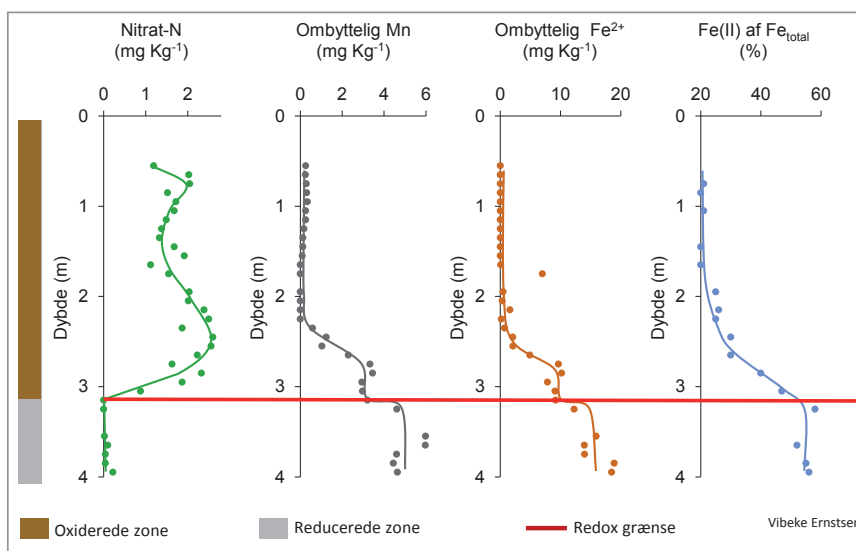 Nitrat-N
(mg Kg-1)
0 1 2
Dybde (m)
0
1
2
3
4
Ombyttelig Mn
(mg Kg-1)
0 2 4 6
Dybde (m)
0
1
2
3
4
Ombyttelig Fe2+
(mg Kg-1)
0 10 20
Dybde (m)
0
1
2
3
4
Fe(II) af Fetotal
(%)
20 40 60
Dybde (m)
0
1
2
3
4
Oxiderede zone
Reducerede zone
Redox grænse
Vibeke Ernstsen